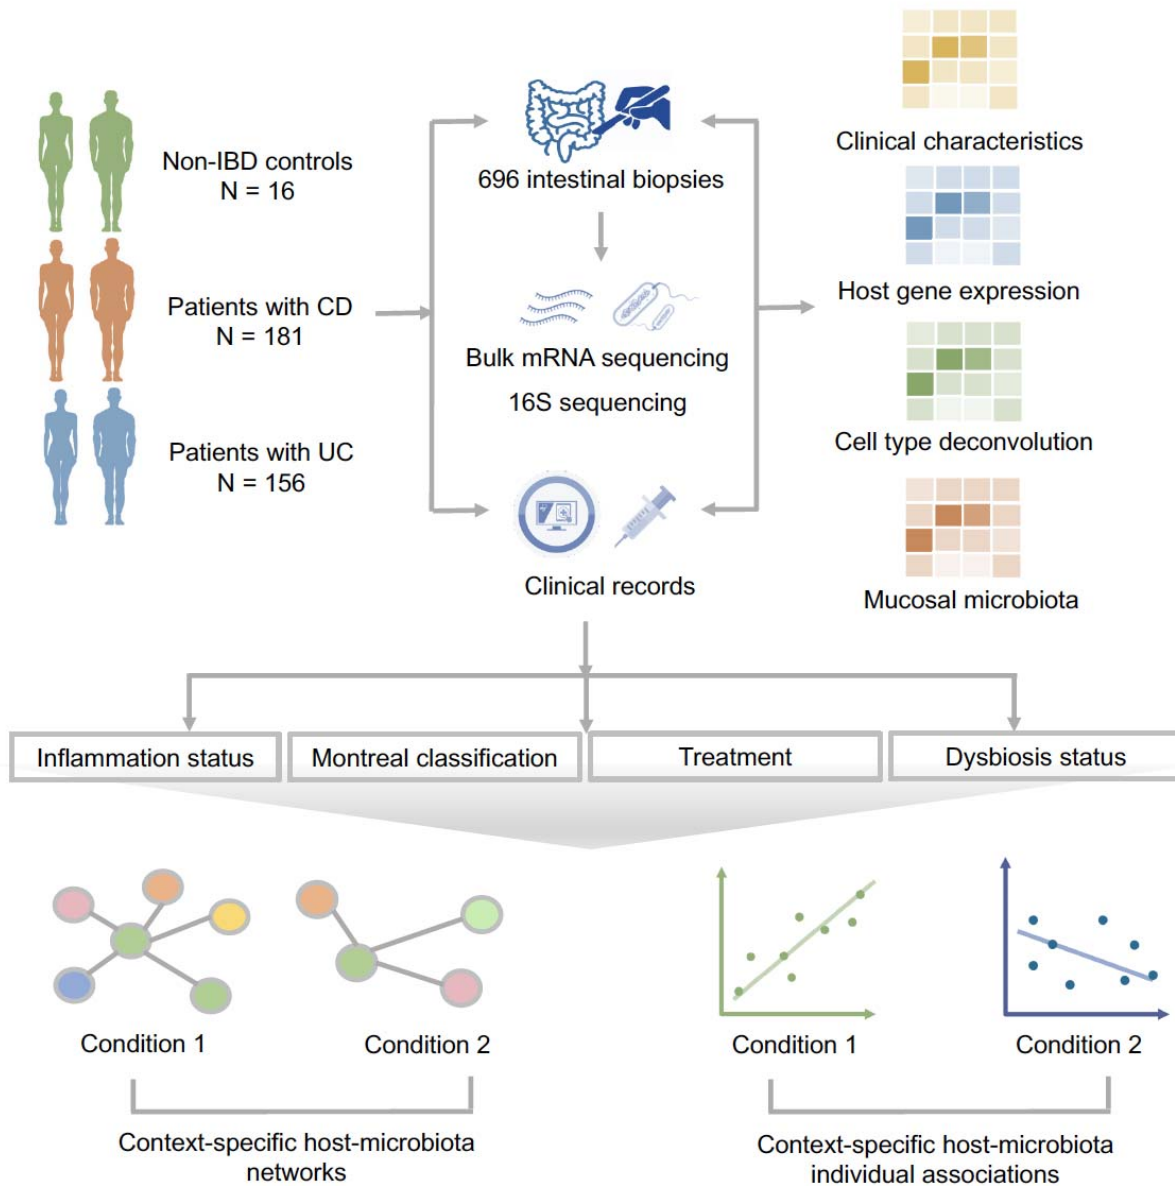 Non-IBD controls
N = 16
Patients with CD
N = 181
Patients with UC
N = 156
696 intestinal biopsies
Bulk mRNA sequencing
16S sequencing
Clinical records
Clinical characteristics
Host gene expression
Cell type deconvolution
Mucosal microbiota
Inflammation status
Montreal classification
Treatment
Dysbiosis status
Condition 1
Condition 2
Context-specific host-microbiota
networks
Condition 1
Condition 2
Context-specific host-microbiota
individual associations